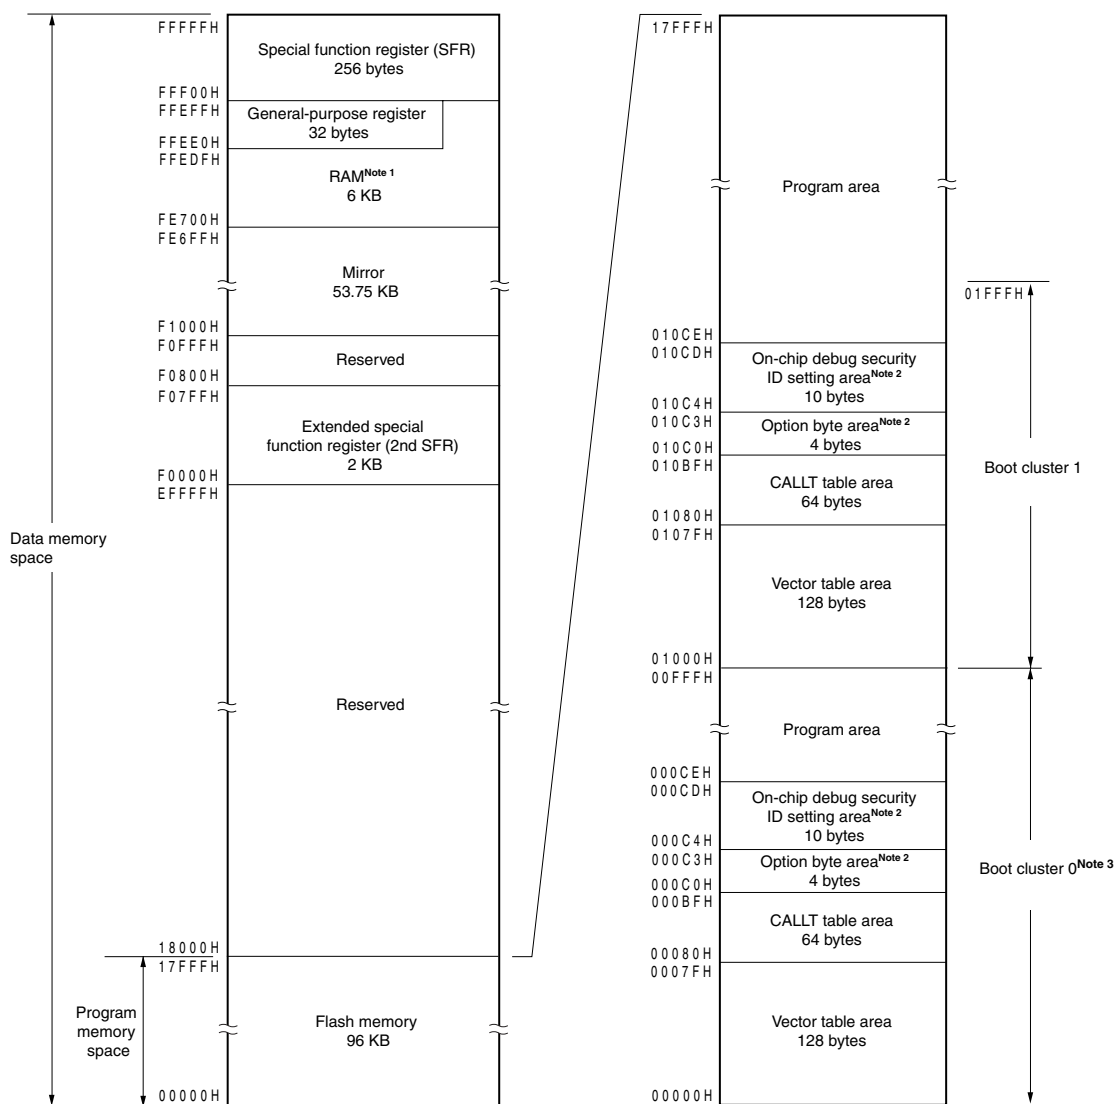 FFFFFH
Special function register (SFR)
256 bytes
FFF00H
FFEFFH
General-purpose register
32 bytes
FFEE0H
FFEDFH
RAMNote 1
6 KB
FE700H
FE6FFH
Mirror
53.75 KB
F1000H
F0FFFH
Reserved
F0800H
F07FFH
Extended special
function register (2nd SFR)
2 KB
F0000H
EFFFFH
Data memory
space
Reserved
18000H
17FFFH
Program
memory
space
Flash memory
96 KB
00000H
17FFFH
Program area
01FFFH
010CEH
010CDH
On-chip debug security
ID setting areaNote 2
10 bytes
010C4H
010C3H
Option byte areaNote 2
4 bytes
010C0H
010BFH
Boot cluster 1
CALLT table area
64 bytes
01080H
0107FH
Vector table area
128 bytes
01000H
00FFFH
Program area
000CEH
000CDH
On-chip debug security
ID setting areaNote 2
10 bytes
000C4H
000C3H
Option byte areaNote 2
4 bytes
Boot cluster 0Note 3
000C0H
000BFH
CALLT table area
64 bytes
00080H
0007FH
Vector table area
128 bytes
00000H